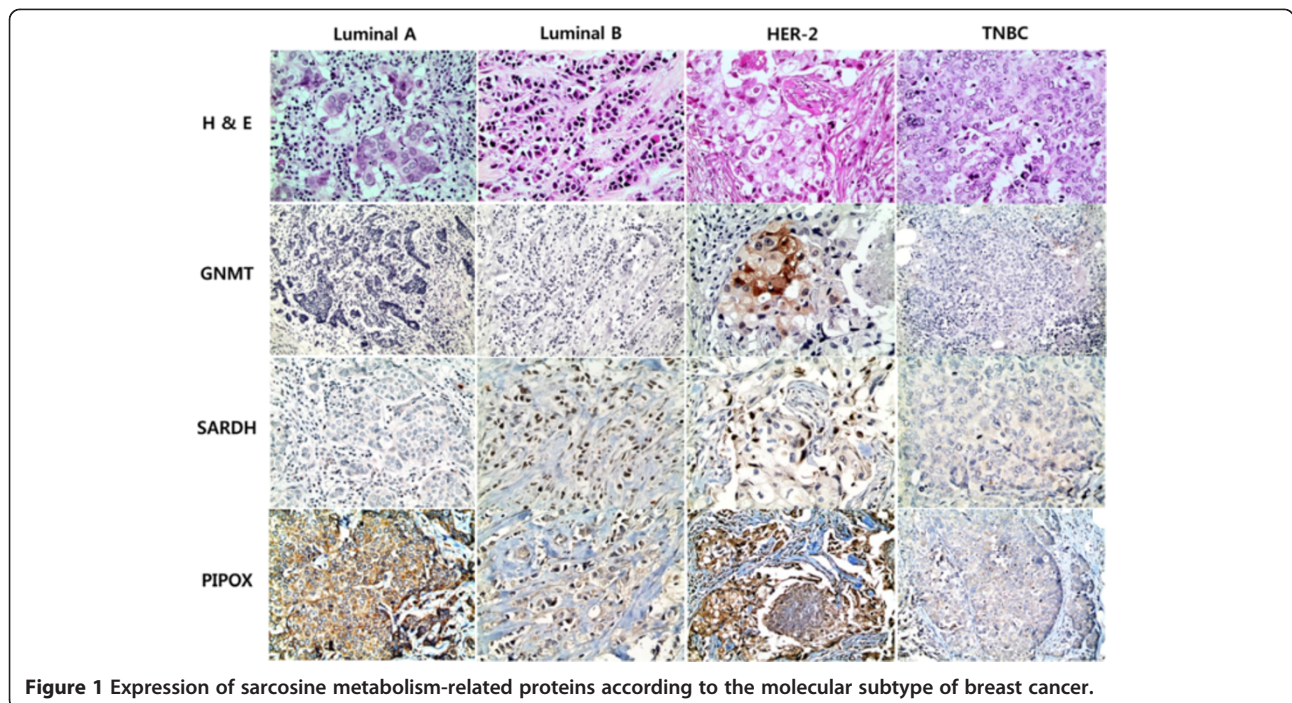 Luminal A Luminal B HER-2 TNBC
H & E
GNMT
SARDH
PIPOX
Figure 1 Expression of sarcosine metabolism-related proteins according to the molecular subtype of breast cancer.